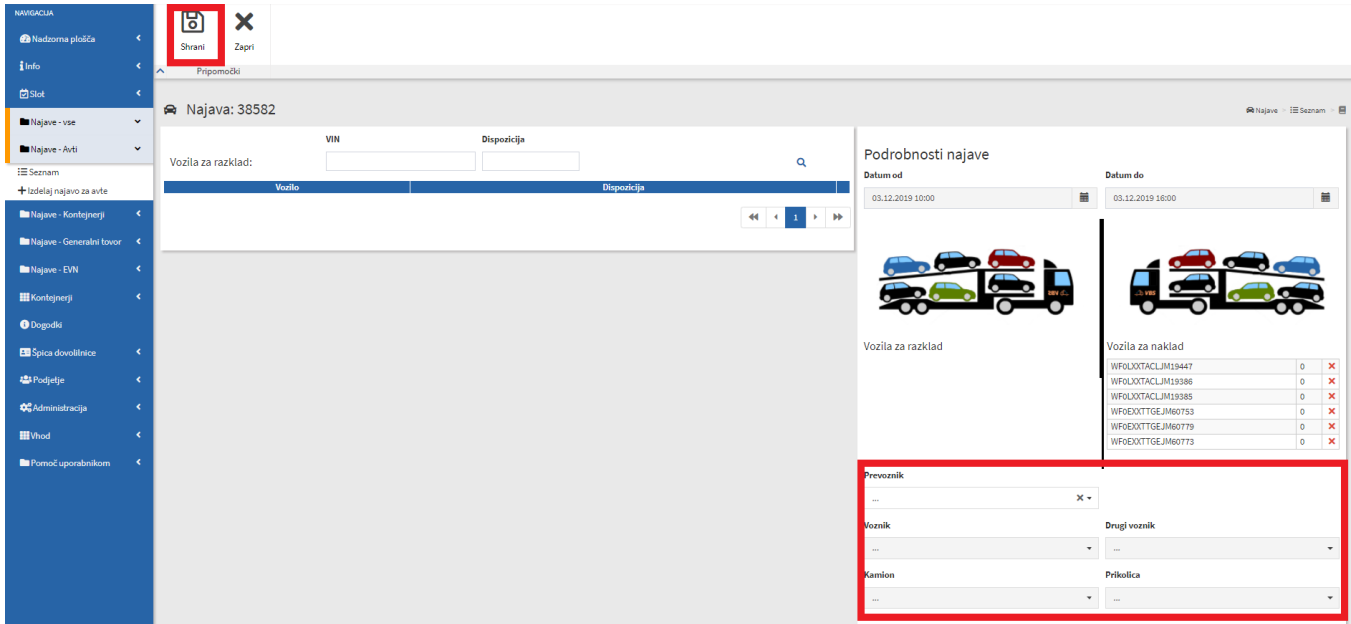 NAVIGACIJA
Nadzorna plošča
Info
Slot
Najave - vse
Najave - Avti
Seznam
Izdelaj najavo za avte
Najave - Kontejnerji
Najave - Generalni tovor
Najave - EVN
Kontejnerji
Dogodki
Špica dovolilnice
Podjetje
Administracija
Vhod
Pomoč uporabnikom
Shrani
Zapri
Pripomočki
Najava: 38582
Najave
Seznam
VIN
Dispozicija
Vozila za razklad:
Vozilo
Dispozicija
1
Podrobnosti najave
Datum od
Datum do
03.12.2019 10:00
03.12.2019 16:00
VBS
Vozila za razklad
Vozila za naklad
WF0LXXTACLJM19447 0
WF0LXXTACLJM19386 0
WF0LXXTACLJM19385 0
WF0EXXTTGEJM60753 0
WF0EXXTTGEJM60779 0
WF0EXXTTGEJM60773 0
Prevoznik
...
Voznik
Drugi voznik
...
...
Kamion
Prikolica
...
...